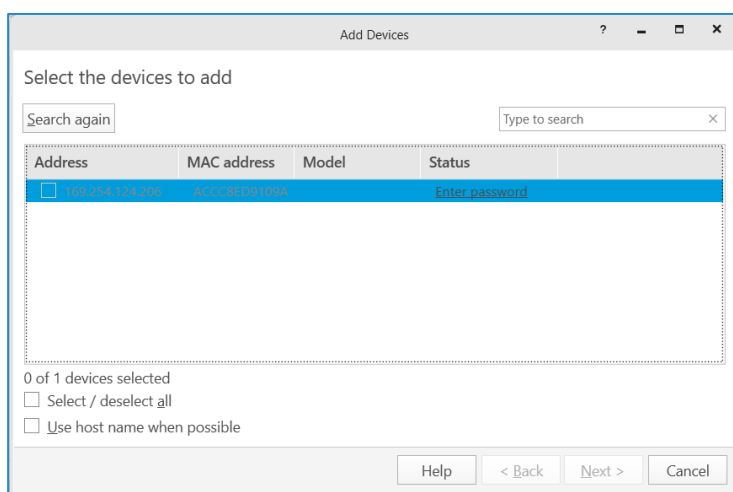 Add Devices ?
Select the devices to add
Search again
Type to search
Address MAC address Model Status
169.254.124.206 ACCC8ED9109A Enter password
0 of 1 devices selected
Select / deselect all
Use host name when possible
Help < Back Next > Cancel